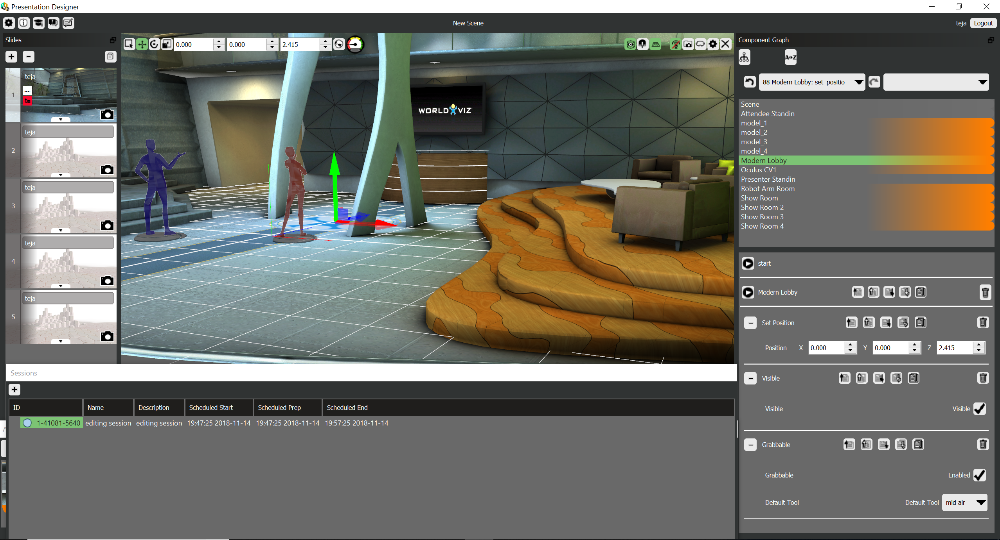 Presentation Designer
New Scene
teja
Logout
Slides
0.000
0.000
2.415
Component Graph
A↔Z
88 Modern Lobby: set_positio
1
teja
--
te
2
teja
3
teja
4
teja
5
teja
WORLD VIZ
Scene
Attendee Standin
model_1
model_2
model_3
model_4
Modern Lobby
Oculus CV1
Presenter Standin
Robot Arm Room
Show Room
Show Room 2
Show Room 3
Show Room 4
start
Modern Lobby
Set Position
Position X 0.000 Y 0.000 Z 2.415
Visible
Visible Visible
Grabbable
Grabbable Enabled
Default Tool Default Tool mid air
Sessions
ID Name Description Scheduled Start Scheduled Prep Scheduled End
1-41081-5640 editing session editing session 19:47:25 2018-11-14 19:47:25 2018-11-14 19:57:25 2018-11-14
A